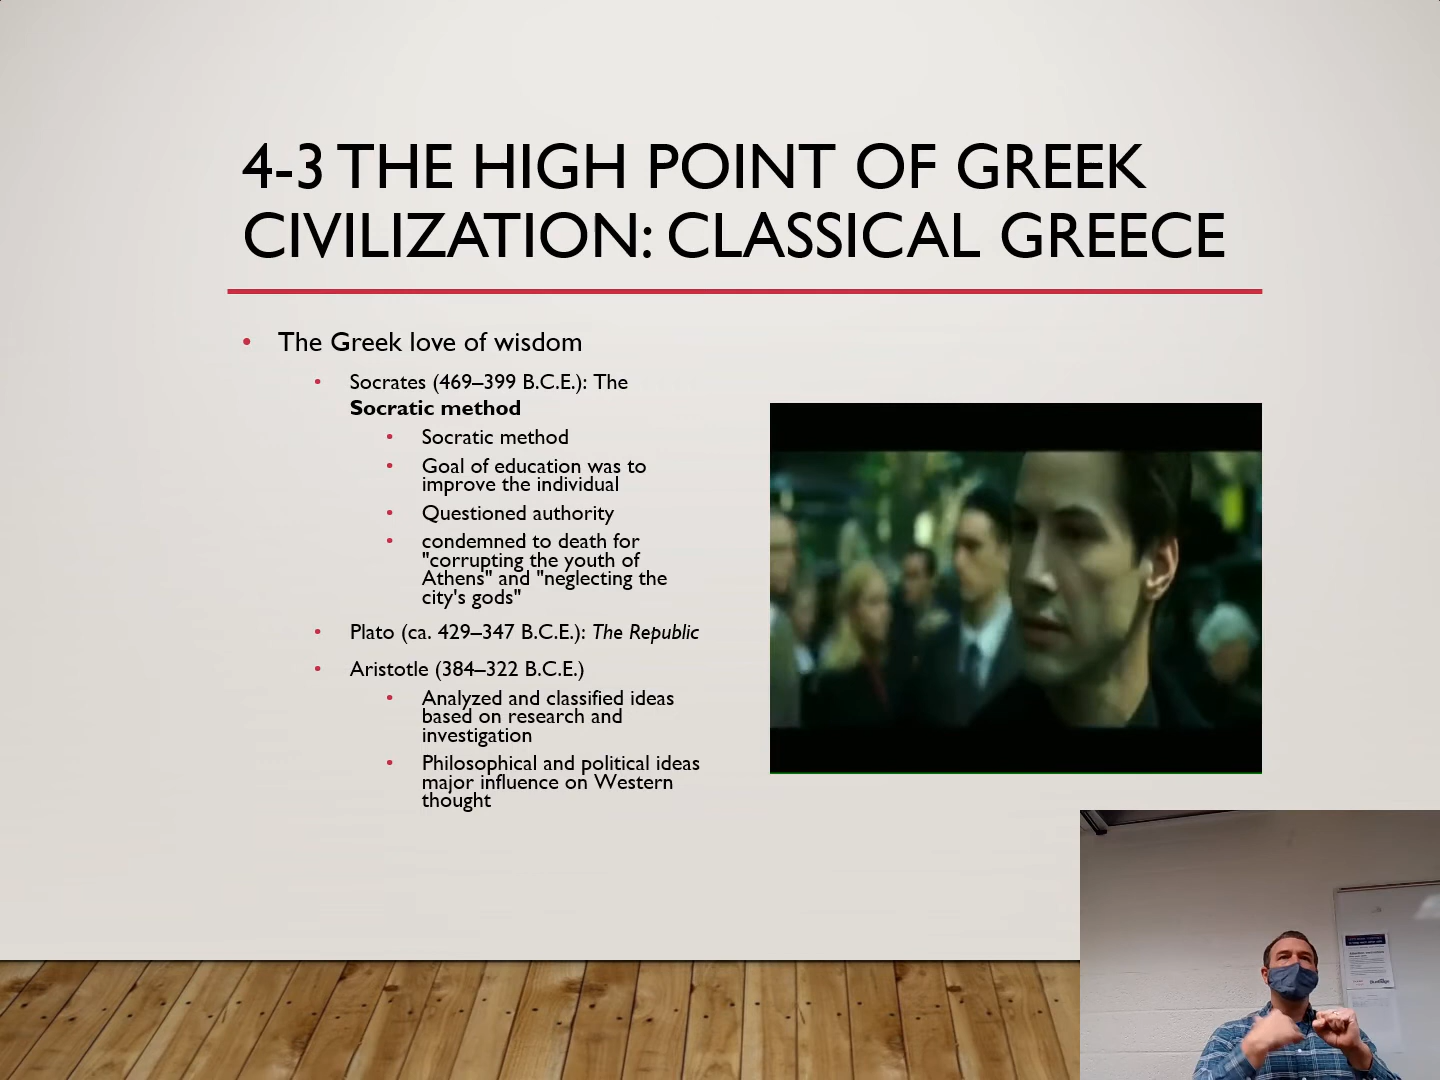 4-3 THE HIGH POINT OF GREEK
CIVILIZATION: CLASSICAL GREECE
• The Greek love of wisdom
• Socrates (469–399 B.C.E.): The
Socratic method
• Socratic method
• Goal of education was to
improve the individual
• Questioned authority
• condemned to death for
"corrupting the youth of
Athens" and "neglecting the
city's gods"
• Plato (ca. 429–347 B.C.E.): The Republic
• Aristotle (384–322 B.C.E.)
• Analyzed and classified ideas
based on research and
investigation
• Philosophical and political ideas
major influence on Western
thought